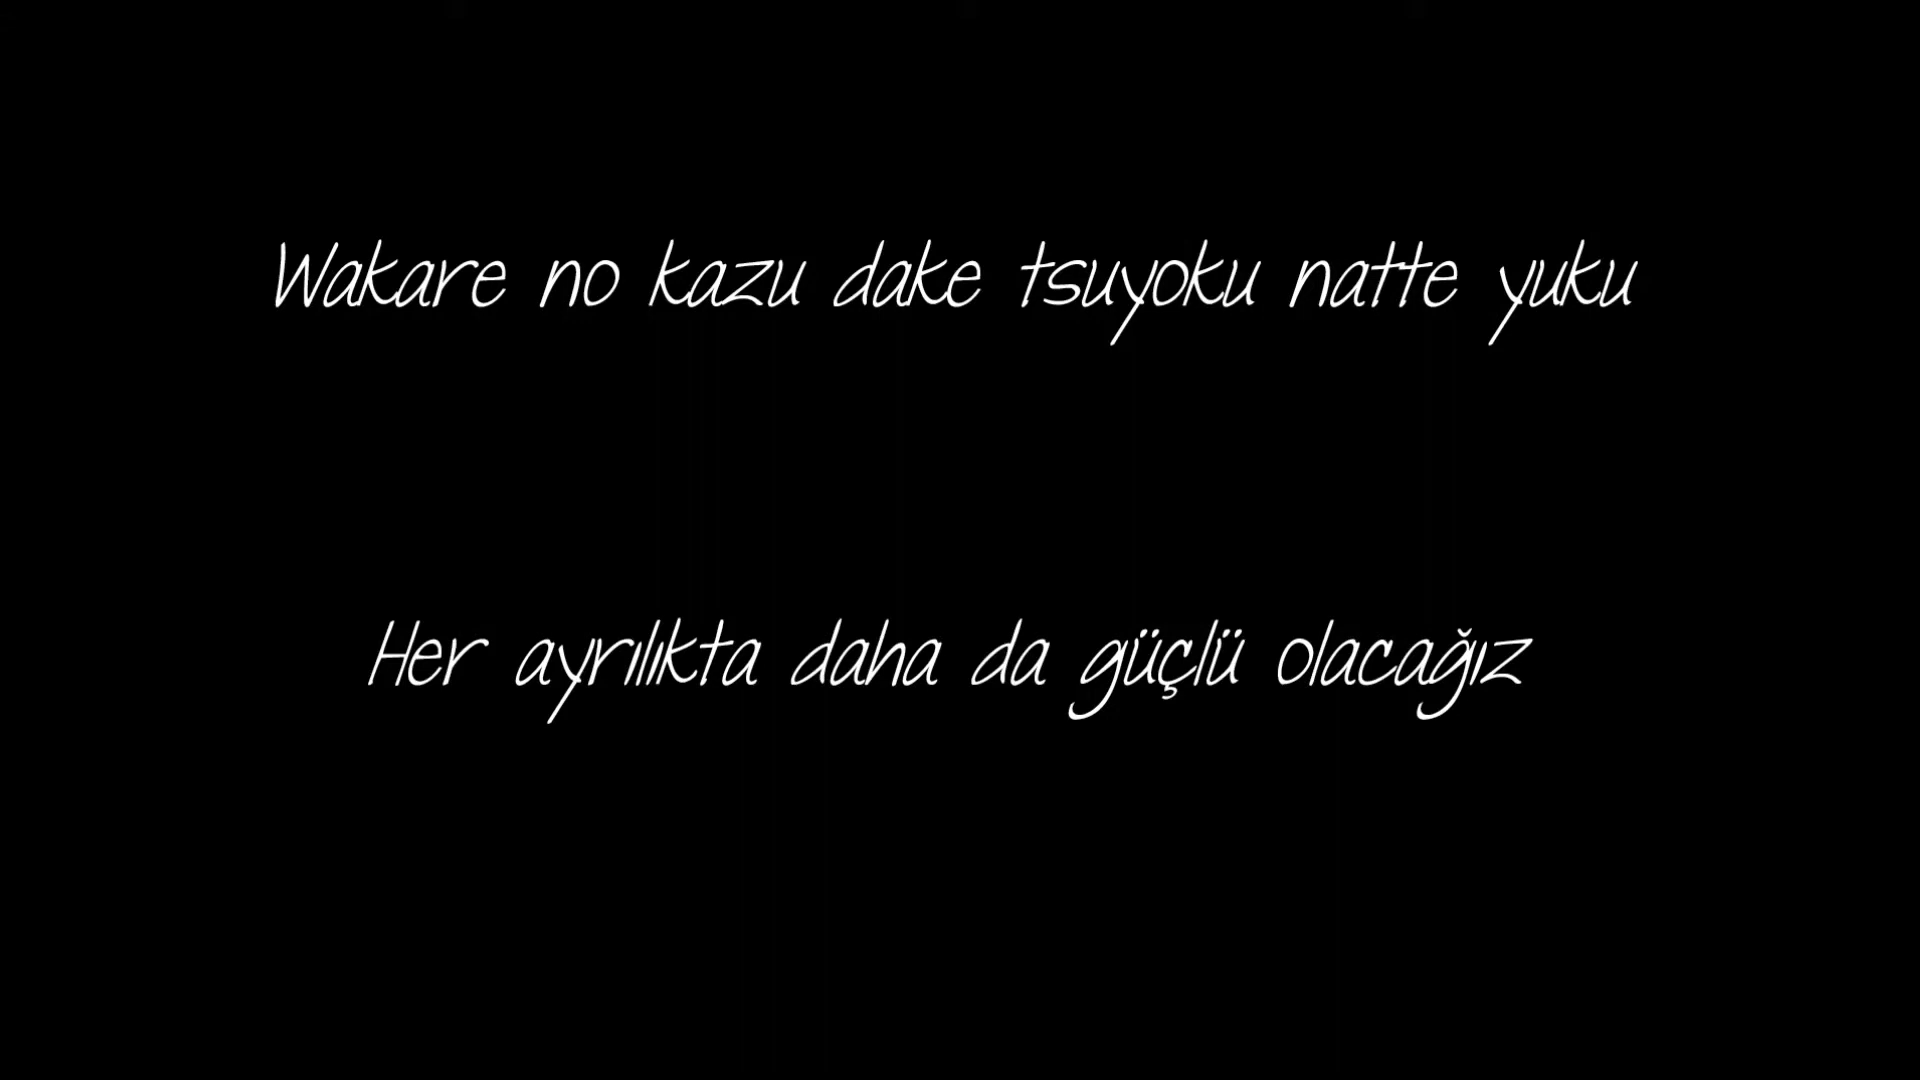 Wakare no kazu dake tsuyoku natte yuku
Her ayrılıkta daha da güçlü olacağız